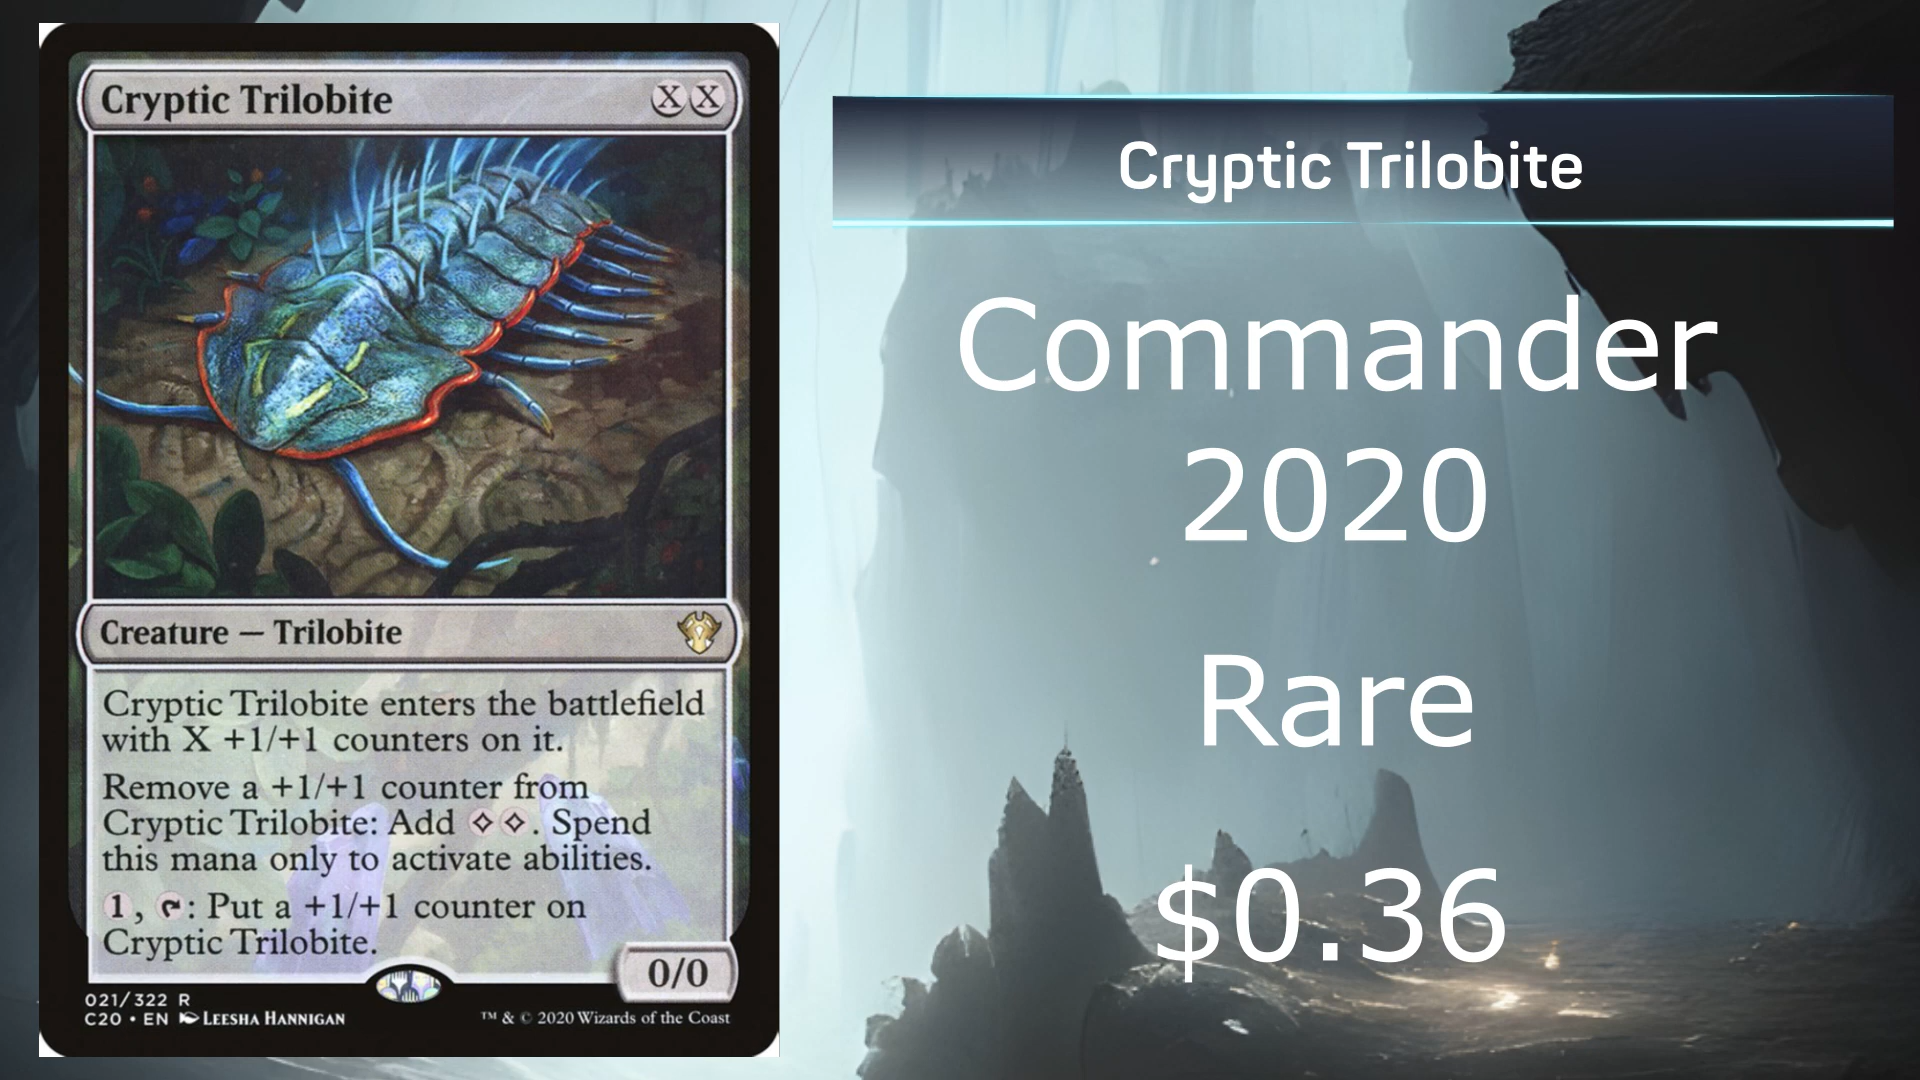 Cryptic Trilobite XX
Creature — Trilobite
Cryptic Trilobite enters the battlefield
with X +1/+1 counters on it.
Remove a +1/+1 counter from
Cryptic Trilobite: Add ◇◇. Spend
this mana only to activate abilities.
1, : Put a +1/+1 counter on
Cryptic Trilobite.
0/0
021/322 R
C20 • EN LEESHA HANNIGAN
™ & © 2020 Wizards of the Coast
Cryptic Trilobite
Commander
2020
Rare
$0.36